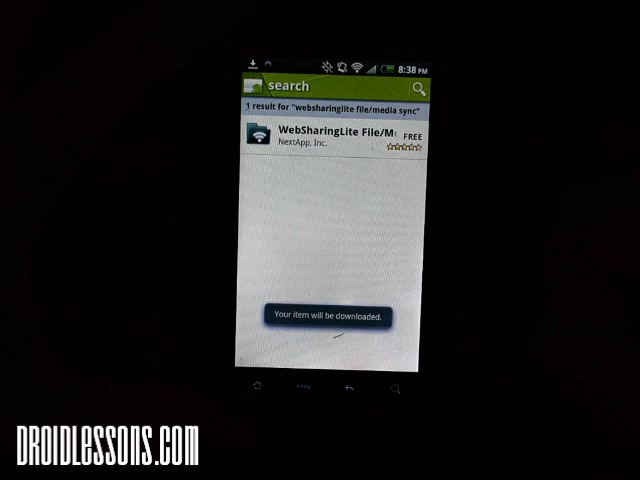 8:38 PM
search
1 result for "websharinglite file/media sync"
WebSharingLite File/M
FREE
NextApp, Inc.
Your item will be downloaded.
DROIDLESSONS.COM